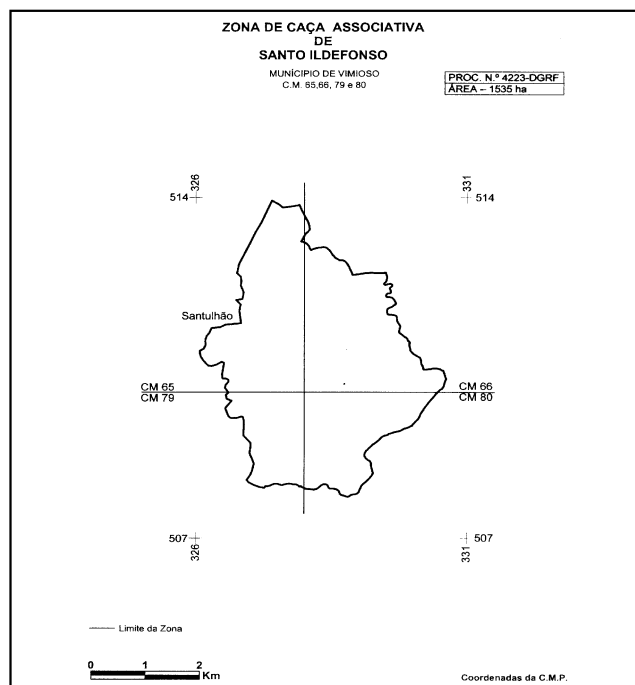 ZONA DE CAÇA ASSOCIATIVA
DE
SANTO ILDEFONSO
MUNÍCIPIO DE VIMIOSO
C.M. 65,66, 79 e 80
PROC. N.º 4223-DGRF
ÁREA – 1535 ha
326
331
514
514
Santulhão
CM 65
CM 66
CM 79
CM 80
507
507
326
331
Limite da Zona
0 1 2
Km
Coordenadas da C.M.P.